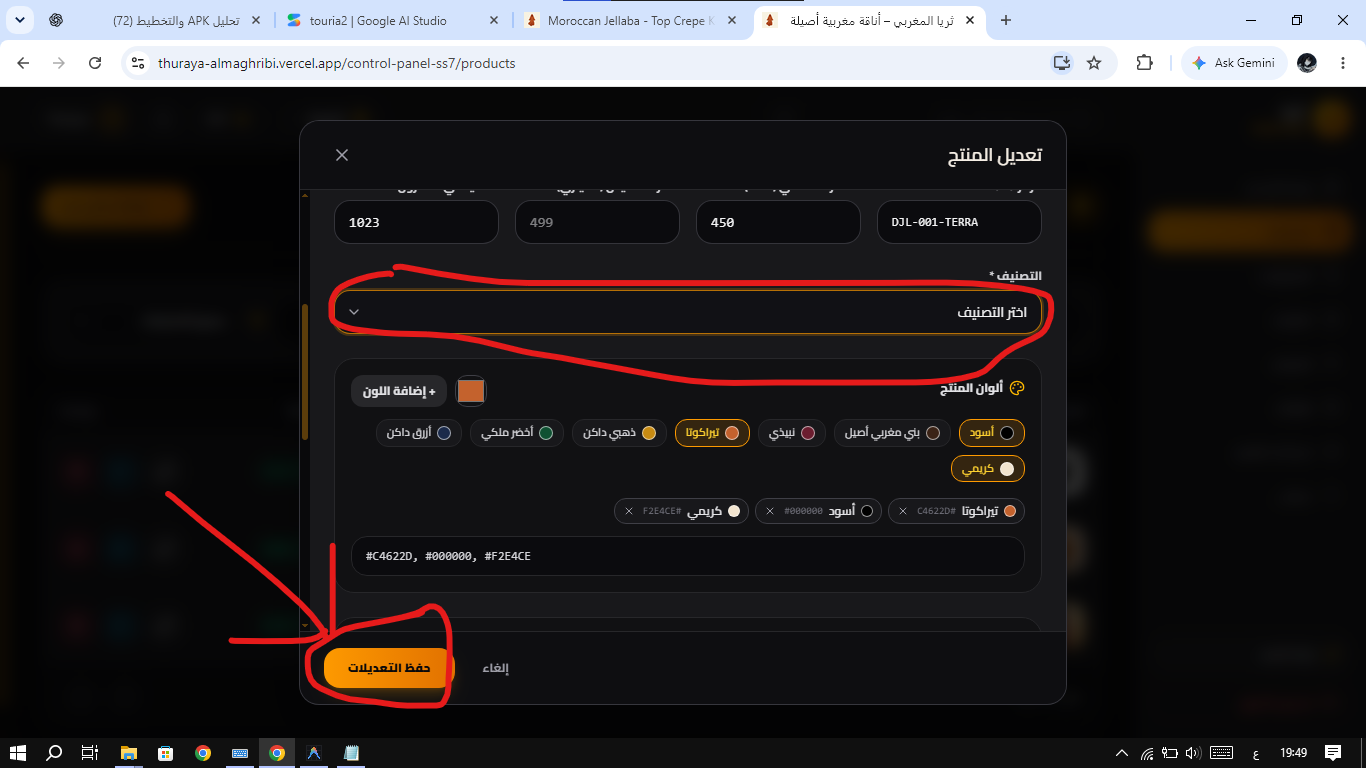 تحليل APK والتخطيط (72)
touria2 | Google AI Studio
Moroccan Jellaba - Top Crepe K
ثريا المغربي – أناقة مغربية أصيلة
thuraya-almaghribi.vercel.app/control-panel-ss7/products
Ask Gemini
تعديل المنتج
DJL-001-TERRA
450
499
1023
التصنيف *
اختر التصنيف
ألوان المنتج
+ إضافة اللون
أسود
بني مغربي أصيل
نبيذي
تيراكوتا
ذهبي داكن
أخضر ملكي
أزرق داكن
كريمي
تيراكوتا #C4622D
أسود #000000
كريمي #F2E4CE
#C4622D, #000000, #F2E4CE
حفظ التعديلات
إلغاء
ع
19:49